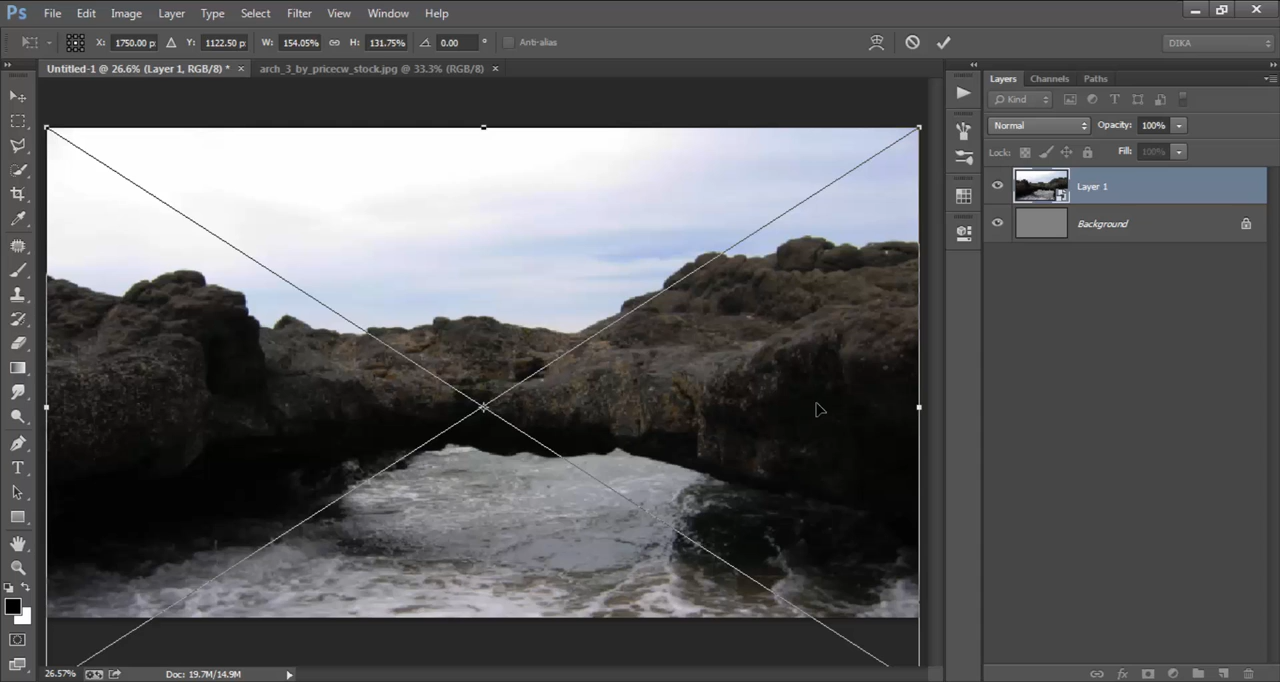 Ps File Edit Image Layer Type Select Filter View Window Help
X: 1750.00 p: Y: 1122.50 p: W: 154.05% H: 131.75% 0.00 ° Anti-alias DIKA
Untitled-1 @ 26.6% (Layer 1, RGB/8) * × arch_3_by_pricecw_stock.jpg @ 33.3% (RGB/8) ×
Layers Channels Paths
Kind
Normal Opacity: 100%
Lock: Fill: 100%
Layer 1
Background
T
26.57% Doc: 19.7M/14.9M
fx